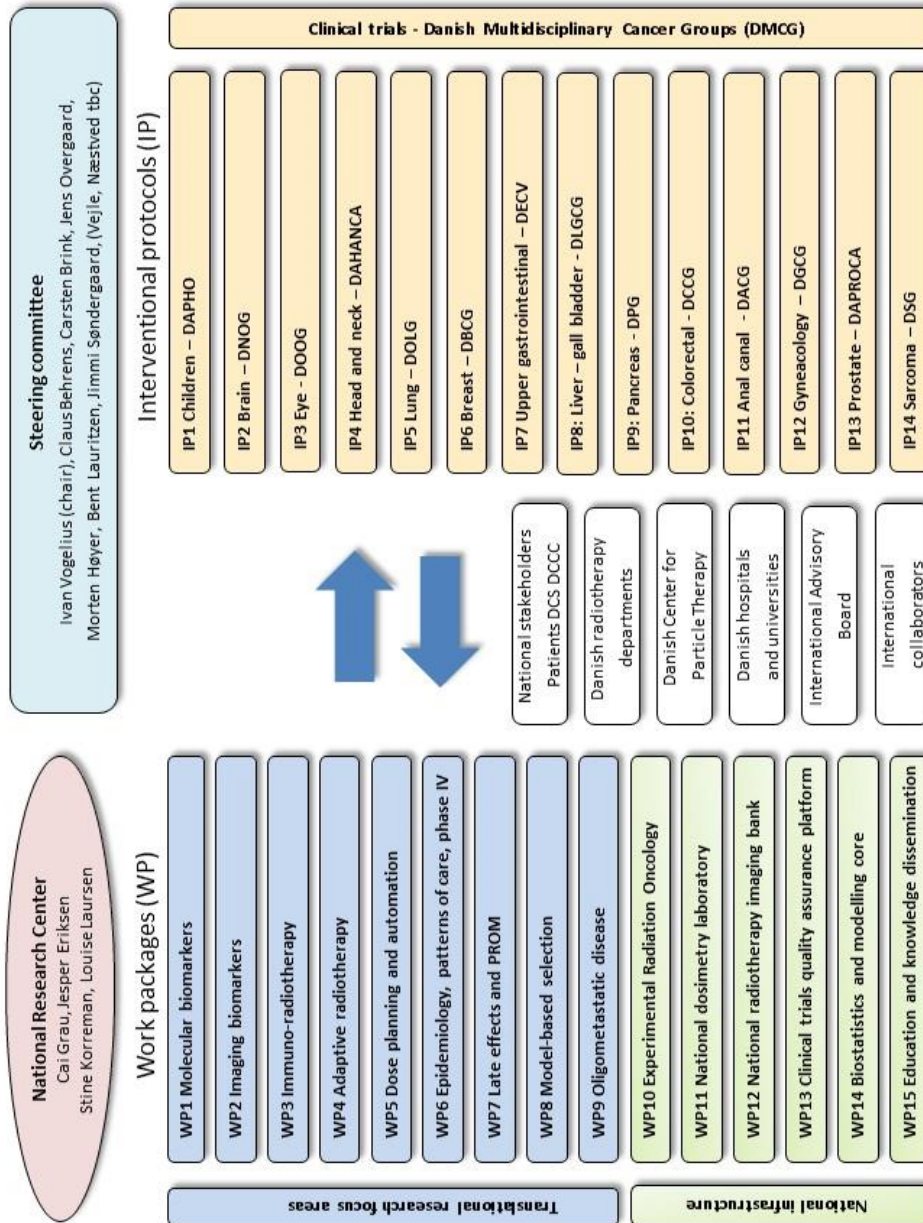 National Research Center
Cai Grau, Jesper Eriksen
Stine Korreman, Louise Laursen
Steering committee
Ivan Vogelius (chair), Claus Behrens, Carsten Brink, Jens Overgaard,
Morten Høyer, Bent Lauritzen, Jimmi Søndergaard, (Vejle, Næstved tbc)
Work packages (WP)
Translational research focus areas
WP1 Molecular biomarkers
WP2 Imaging biomarkers
WP3 Immuno-radiotherapy
WP4 Adaptive radiotherapy
WP5 Dose planning and automation
WP6 Epidemiology, patterns of care, phase IV
WP7 Late effects and PROM
WP8 Model-based selection
WP9 Oligometastatic disease
National infrastructure
WP10 Experimental Radiation Oncology
WP11 National dosimetry laboratory
WP12 National radiotherapy imaging bank
WP13 Clinical trials quality assurance platform
WP14 Biostatistics and modelling core
WP15 Education and knowledge dissemination
National stakeholders
Patients DCS DCCC
Danish radiotherapy
departments
Danish Center for
Particle Therapy
Danish hospitals
and universities
International Advisory
Board
International
collaborators
Interventional protocols (IP)
IP1 Children – DAPHO
IP2 Brain – DNOG
IP3 Eye - DOOG
IP4 Head and neck – DAHANCA
IP5 Lung – DOLG
IP6 Breast – DBCG
IP7 Upper gastrointestinal – DECV
IP8: Liver – gall bladder - DLGCG
IP9: Pancreas - DPG
IP10: Colorectal - DCCG
IP11 Anal canal - DACG
IP12 Gyneacology – DGCG
IP13 Prostate – DAPROCA
IP14 Sarcoma – DSG
Clinical trials - Danish Multidisciplinary Cancer Groups (DMCG)